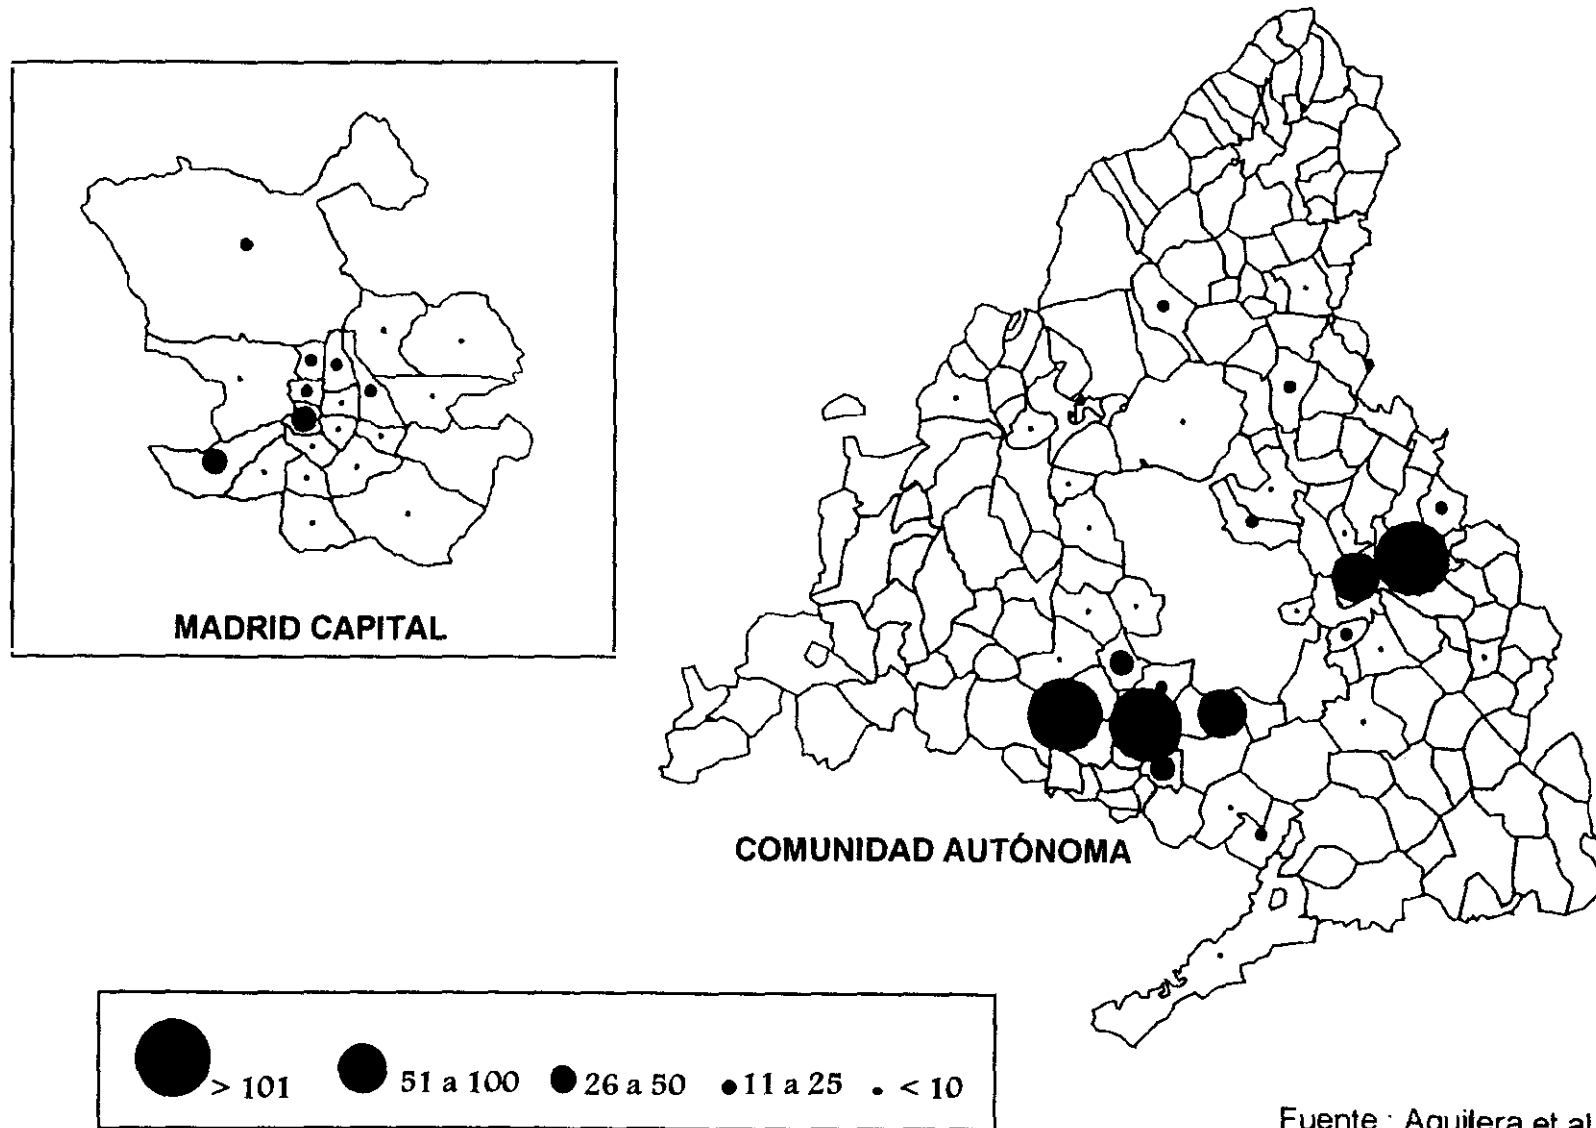 MADRID CAPITAL
COMUNIDAD AUTÓNOMA
> 101 51 a 100 26 a 50 11 a 25 < 10
Fuente : Aguilera et al